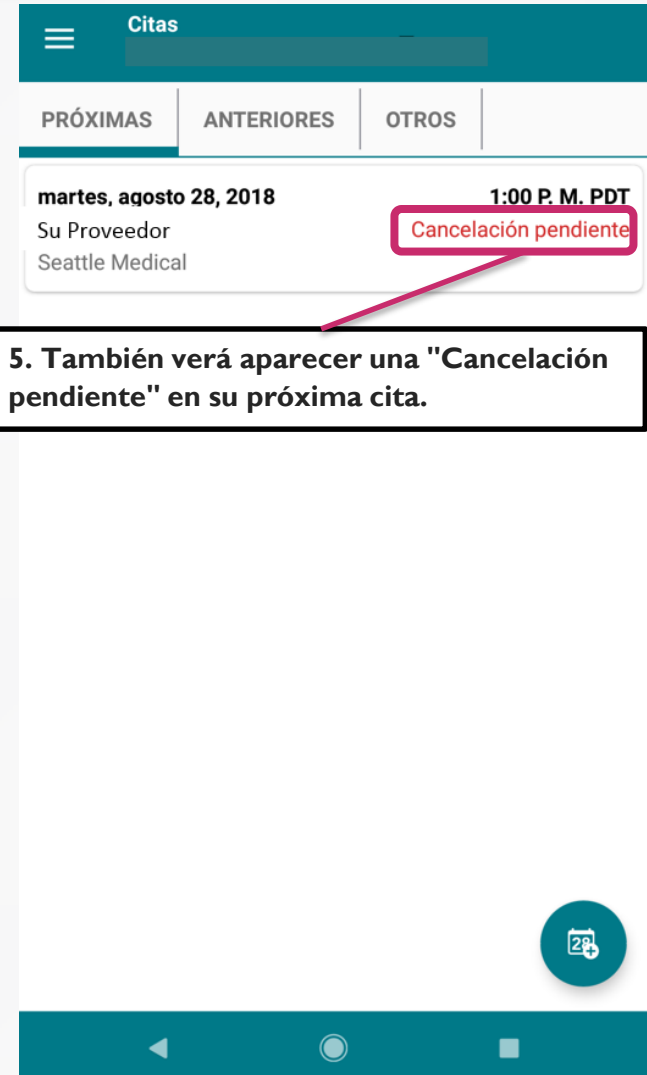 Citas
PRÓXIMAS ANTERIORES OTROS
martes, agosto 28, 2018 1:00 P. M. PDT
Su Proveedor Cancelación pendiente
Seattle Medical
5. También verá aparecer una "Cancelación
pendiente" en su próxima cita.
28